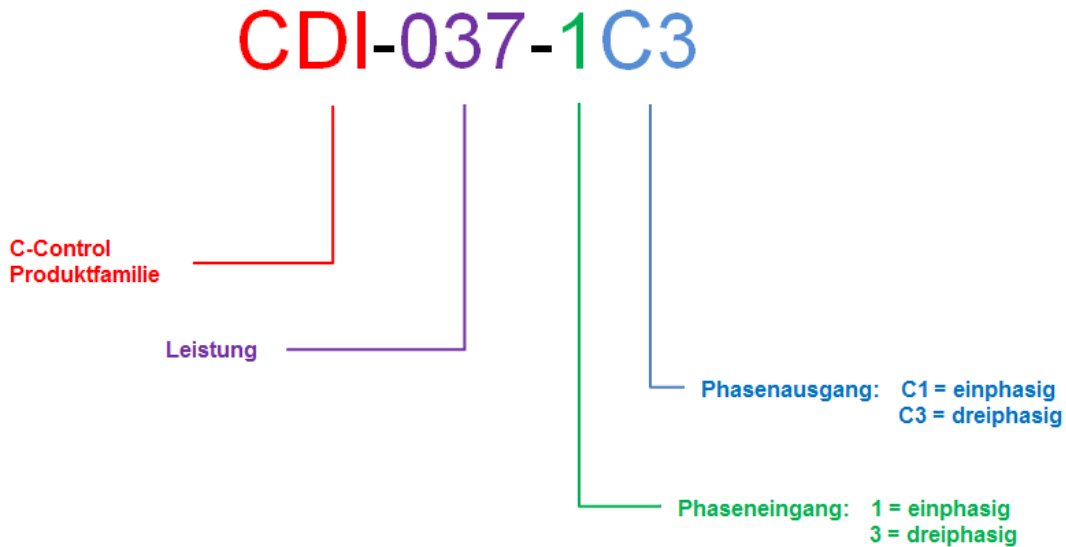 CDI-037-1C3
C-Control
Produktfamilie
Leistung
Phasenausgang: C1 = einphasig
C3 = dreiphasig
Phaseneingang: 1 = einphasig
3 = dreiphasig